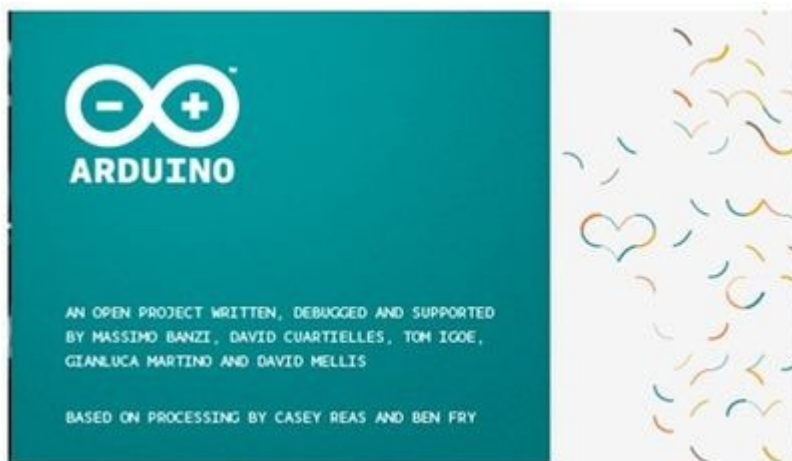 ARDUINO
AN OPEN PROJECT WRITTEN, DEBUGGED AND SUPPORTED
BY MASSIMO BANZI, DAVID CUARTIELLES, TOM IGOE,
GIANLUCA MARTINO AND DAVID MELLIS
BASED ON PROCESSING BY CASEY REAS AND BEN FRY